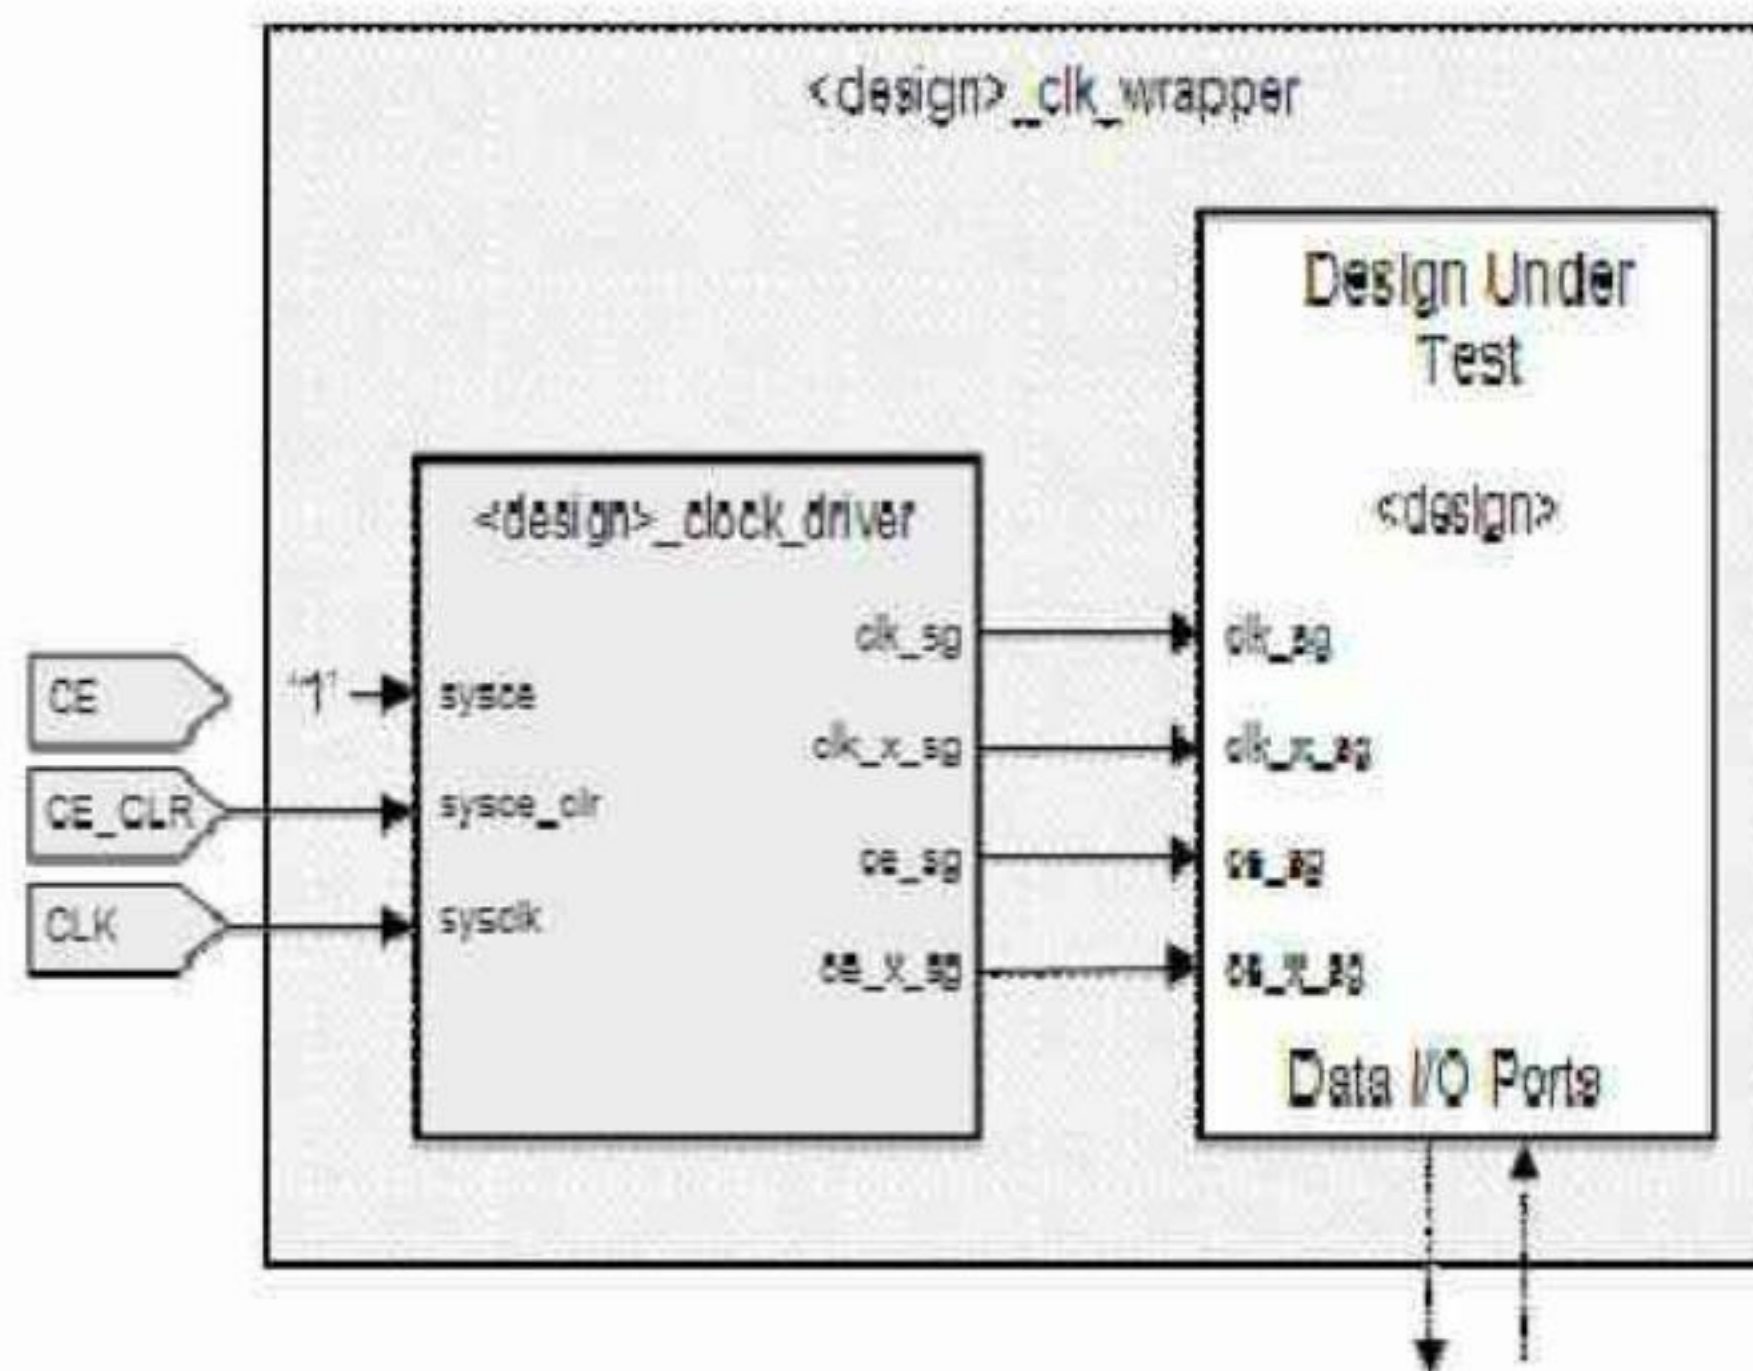 <design>_clk_wrapper
Design Under
Test
<design>
<design>_clock_driver
clk_sg
clk_sg
CE
"1"
sysce
clk_x_sg
clk_x_sg
CE_CLR
sysce_clr
ce_sg
ce_sg
CLK
sysclk
ce_x_sg
ce_x_sg
Data I/O Ports